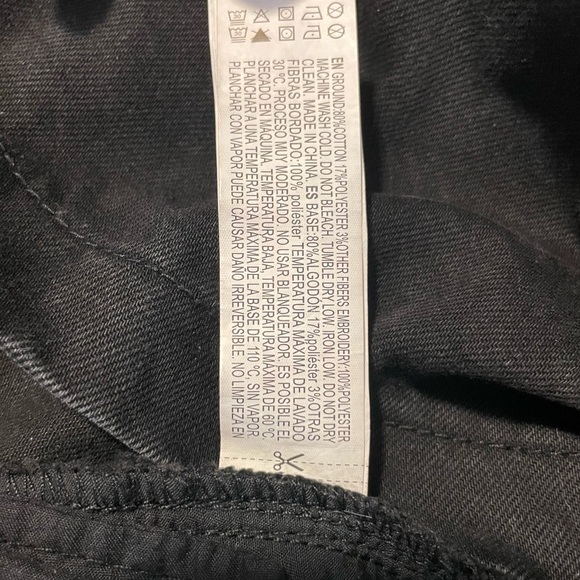 EN GROUND:80%COTTON 17%POLYESTER 3%OTHER FIBERS EMBROIDERY:100%POLYESTER
MACHINE WASH COLD. DO NOT BLEACH. TUMBLE DRY LOW. IRON LOW. DO NOT DRY
CLEAN. MADE IN CHINA. ES BASE:80%ALGODÓN 17%poliéster 3%OTRAS
FIBRAS BORDADO:100% poliéster, TEMPERATURA MÁXIMA DE LAVADO
30 ºC. PROCESO MUY MODERADO. NO USAR BLANQUEADOR. ES POSIBLE EL
SECADO EN MÁQUINA. TEMPERATURA BAJA, TEMPERATURA MÁXIMA DE 60 ºC.
PLANCHAR A UNA TEMPERATURA MÁXIMA DE LA BASE DE 110 ºC, SIN VAPOR.
PLANCHAR CON VAPOR PUEDE CAUSAR DAÑO IRREVERSIBLE. NO LIMPIEZA EN